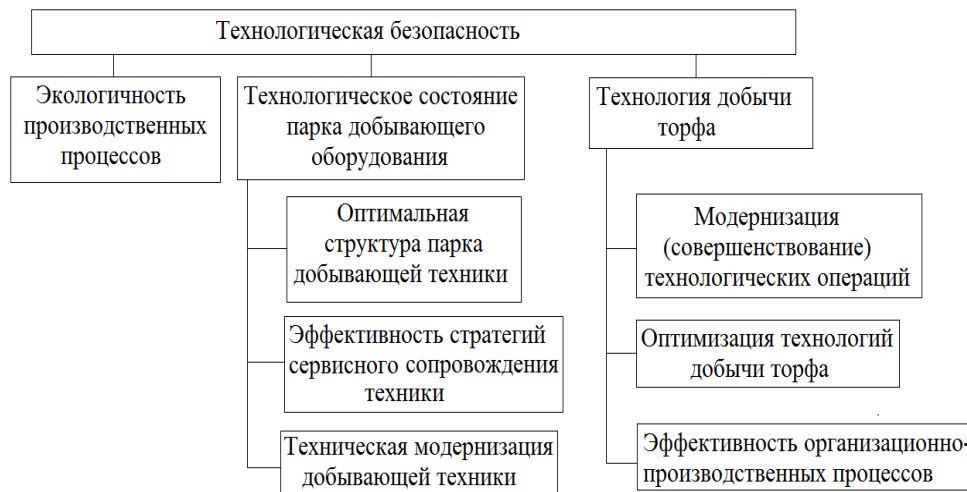 Технологическая безопасность
Экологичность
производственных
процессов
Технологическое состояние
парка добывающего
оборудования
Технология добычи
торфа
Оптимальная
структура парка
добывающей техники
Эффективность стратегий
сервисного сопровождения
техники
Техническая модернизация
добывающей техники
Модернизация
(совершенствование)
технологических операций
Оптимизация технологий
добычи торфа
Эффективность организационно-
производственных процессов